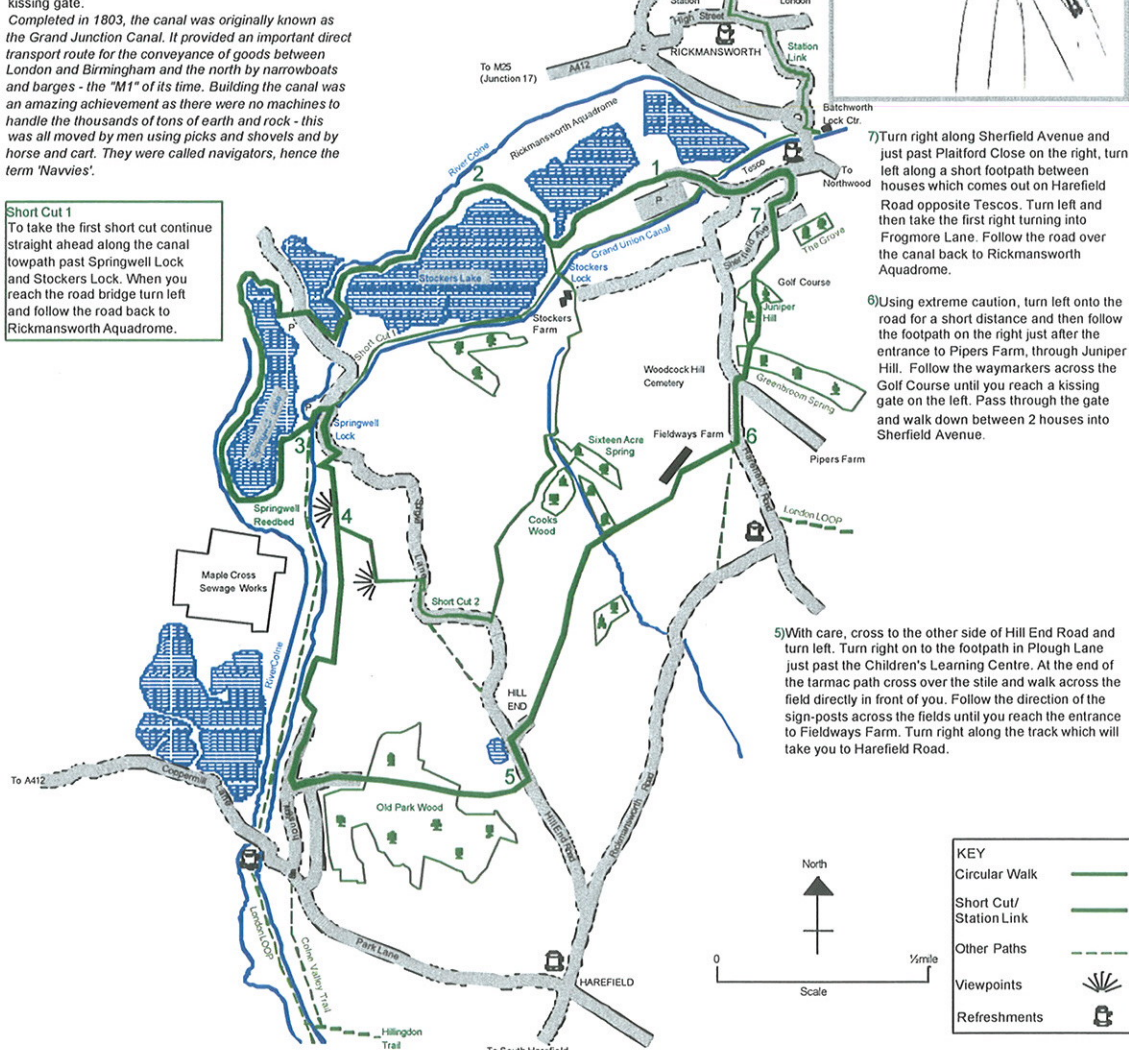 kissing gate.
Completed in 1803, the canal was originally known as
the Grand Junction Canal. It provided an important direct
transport route for the conveyance of goods between
London and Birmingham and the north by narrowboats
and barges - the "M1" of its time. Building the canal was
an amazing achievement as there were no machines to
handle the thousands of tons of earth and rock - this
was all moved by men using picks and shovels and by
horse and cart. They were called navigators, hence the
term 'Navvies'.
Short Cut 1
To take the first short cut continue
straight ahead along the canal
towpath past Springwell Lock
and Stockers Lock. When you
reach the road bridge turn left
and follow the road back to
Rickmansworth Aquadrome.
Station
London
High Street
RICKMANSWORTH
Station
Link
To M25
(Junction 17)
A412
Batchworth
Lock Ctr.
River Colne
Rickmansworth Aquadrome
2
1
Tesco
To
Northwood
P
7
Grand Union Canal
Sherfield Ave
The Grove
Stockers Lake
Stockers
Lock
Golf Course
Stockers
Farm
Juniper
Hill
P
Short Cut 1
Woodcock Hill
Cemetery
Greenbroom Spring
P
Springwell Lake
Springwell
Lock
3
Sixteen Acre
Spring
Fieldways Farm
6
Pipers Farm
Harefield Road
Springwell
Reedbed
4
Cooks
Wood
London LOOP
Maple Cross
Sewage Works
Lane
Short Cut 2
River Colne
HILL
END
5
To A412
Coppermill
Lane
Old Park Wood
Hill End Road
Rickmansworth Road
London LOOP
Colne Valley Trail
Park Lane
HAREFIELD
Hillingdon
Trail
To South Harefield
7)Turn right along Sherfield Avenue and
just past Plaitford Close on the right, turn
left along a short footpath between
houses which comes out on Harefield
Road opposite Tescos. Turn left and
then take the first right turning into
Frogmore Lane. Follow the road over
the canal back to Rickmansworth
Aquadrome.
6)Using extreme caution, turn left onto the
road for a short distance and then follow
the footpath on the right just after the
entrance to Pipers Farm, through Juniper
Hill. Follow the waymarkers across the
Golf Course until you reach a kissing
gate on the left. Pass through the gate
and walk down between 2 houses into
Sherfield Avenue.
5)With care, cross to the other side of Hill End Road and
turn left. Turn right on to the footpath in Plough Lane
just past the Children's Learning Centre. At the end of
the tarmac path cross over the stile and walk across the
field directly in front of you. Follow the direction of the
sign-posts across the fields until you reach the entrance
to Fieldways Farm. Turn right along the track which will
take you to Harefield Road.
North
0
½mile
Scale
KEY
Circular Walk
Short Cut/
Station Link
Other Paths
Viewpoints
Refreshments